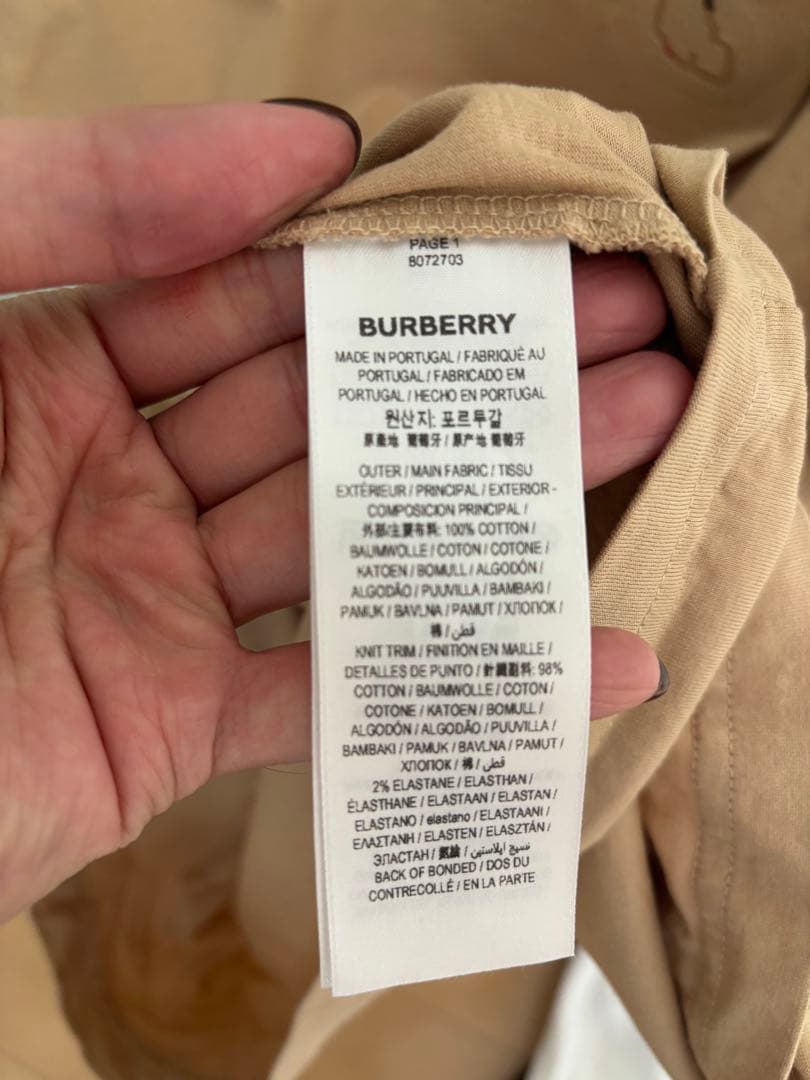 PAGE 1
8072703
BURBERRY
MADE IN PORTUGAL / FABRIQUÉ AU
PORTUGAL / FABRICADO EM
PORTUGAL / HECHO EN PORTUGAL
원산지: 포르투갈
原產地 葡萄牙 / 原产地 葡萄牙
OUTER / MAIN FABRIC / TISSU
EXTÉRIEUR / PRINCIPAL / EXTERIOR -
COMPOSICION PRINCIPAL /
外部/主要布料: 100% COTTON /
BAUMWOLLE / COTON / COTONE /
KATOEN / BOMULL / ALGODÓN /
ALGODÃO / PUUVILLA / BAMBAKI /
PAMUK / BAVLNA / PAMUT / ХЛОПОК /
棉 / قطن /
KNIT TRIM / FINITION EN MAILLE /
DETALLES DE PUNTO / 針織副料: 98%
COTTON / BAUMWOLLE / COTON /
COTONE / KATOEN / BOMULL /
ALGODÓN / ALGODÃO / PUUVILLA /
BAMBAKI / PAMUK / BAVLNA / PAMUT /
ХЛОПОК / 棉 / قطن /
2% ELASTANE / ELASTHAN /
ÉLASTHANE / ELASTAAN / ELASTAN /
ELASTANO / elastano / ELASTAANI /
ΕΛΑΣΤΑΝΗ / ELASTEN / ELASZTÁN /
ЭЛАСТАН / 氨綸 / نسيج ايلاستين /
BACK OF BONDED / DOS DU
CONTRECOLLÉ / EN LA PARTE